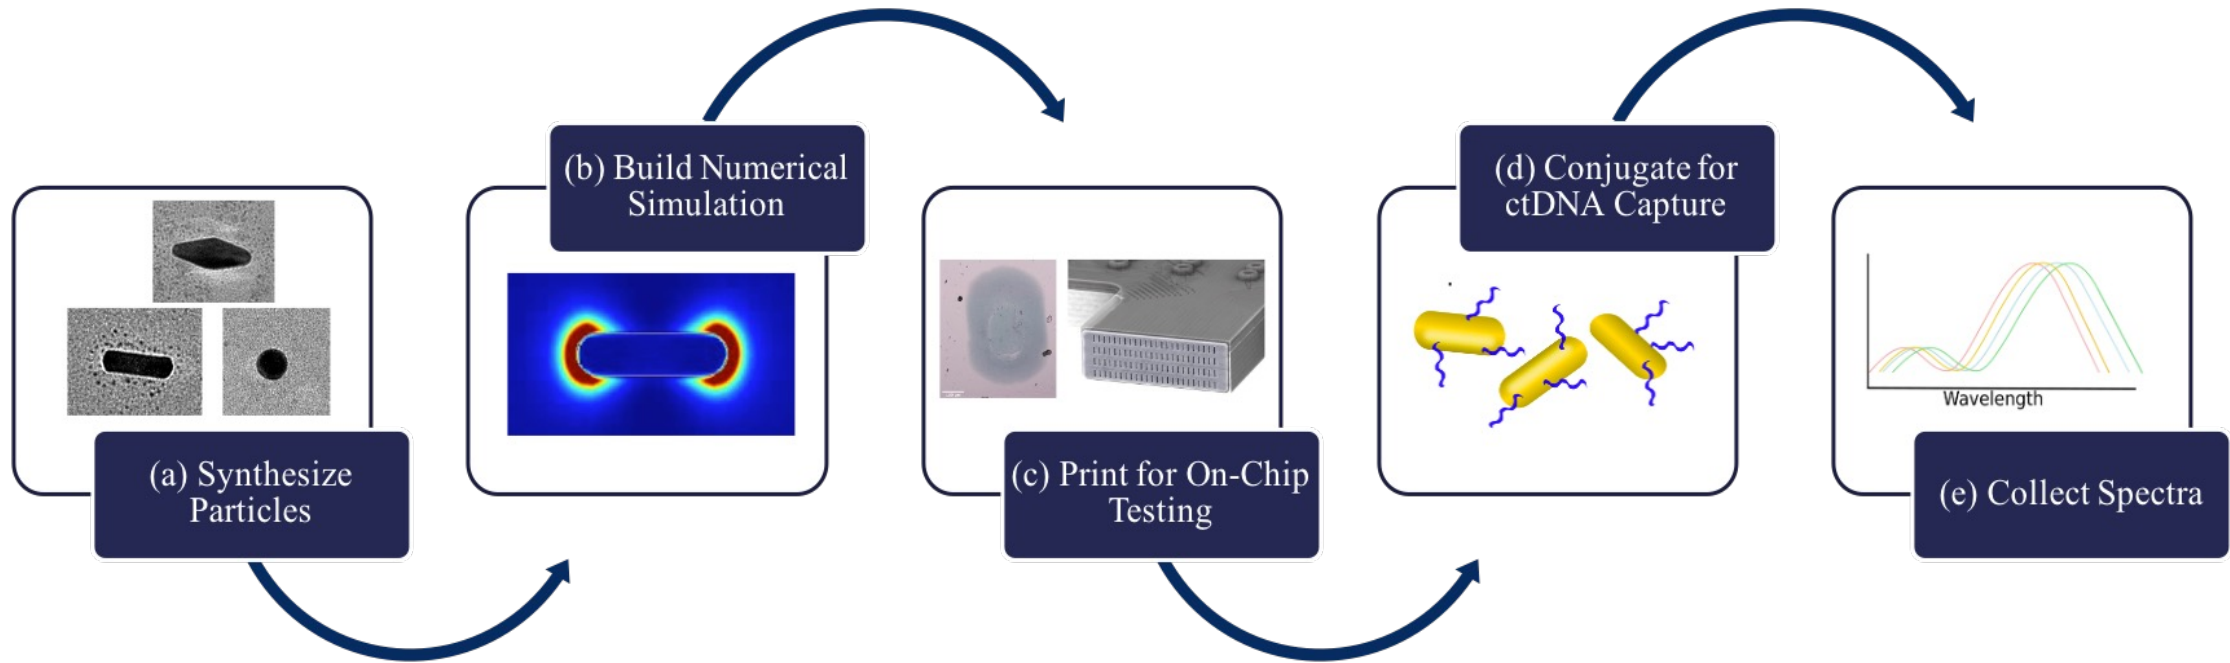 (a) Synthesize
Particles
(b) Build Numerical
Simulation
(c) Print for On-Chip
Testing
(d) Conjugate for
ctDNA Capture
Wavelength
(e) Collect Spectra